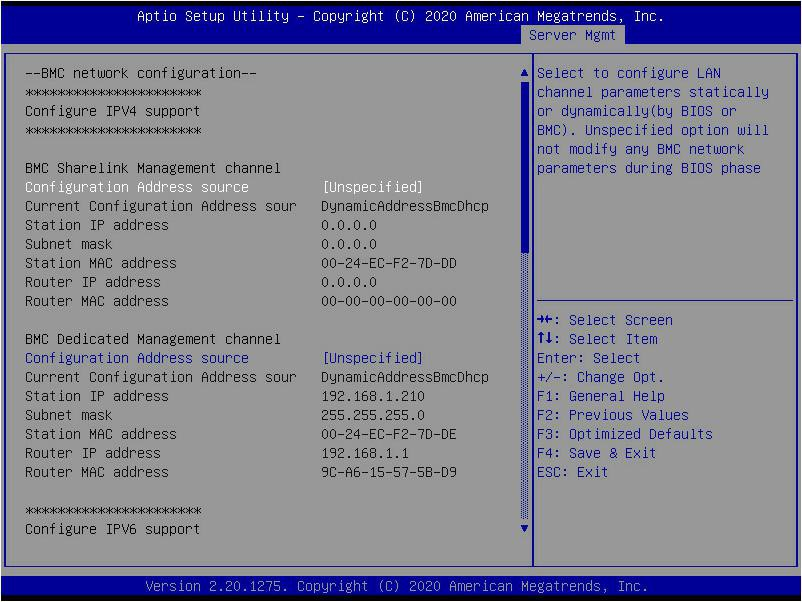 Aptio Setup Utility – Copyright (C) 2020 American Megatrends, Inc.
Server Mgmt
--BMC network configuration--
**********************
Configure IPV4 support
**********************
BMC Sharelink Management channel
Configuration Address source [Unspecified]
Current Configuration Address sour DynamicAddressBmcDhcp
Station IP address 0.0.0.0
Subnet mask 0.0.0.0
Station MAC address 00-24-EC-F2-7D-DD
Router IP address 0.0.0.0
Router MAC address 00-00-00-00-00-00
BMC Dedicated Management channel
Configuration Address source [Unspecified]
Current Configuration Address sour DynamicAddressBmcDhcp
Station IP address 192.168.1.210
Subnet mask 255.255.255.0
Station MAC address 00-24-EC-F2-7D-DE
Router IP address 192.168.1.1
Router MAC address 9C-A6-15-57-5B-D9
**********************
Configure IPV6 support
Select to configure LAN
channel parameters statically
or dynamically(by BIOS or
BMC). Unspecified option will
not modify any BMC network
parameters during BIOS phase
→←: Select Screen
↑↓: Select Item
Enter: Select
+/-: Change Opt.
F1: General Help
F2: Previous Values
F3: Optimized Defaults
F4: Save & Exit
ESC: Exit
Version 2.20.1275. Copyright (C) 2020 American Megatrends, Inc.